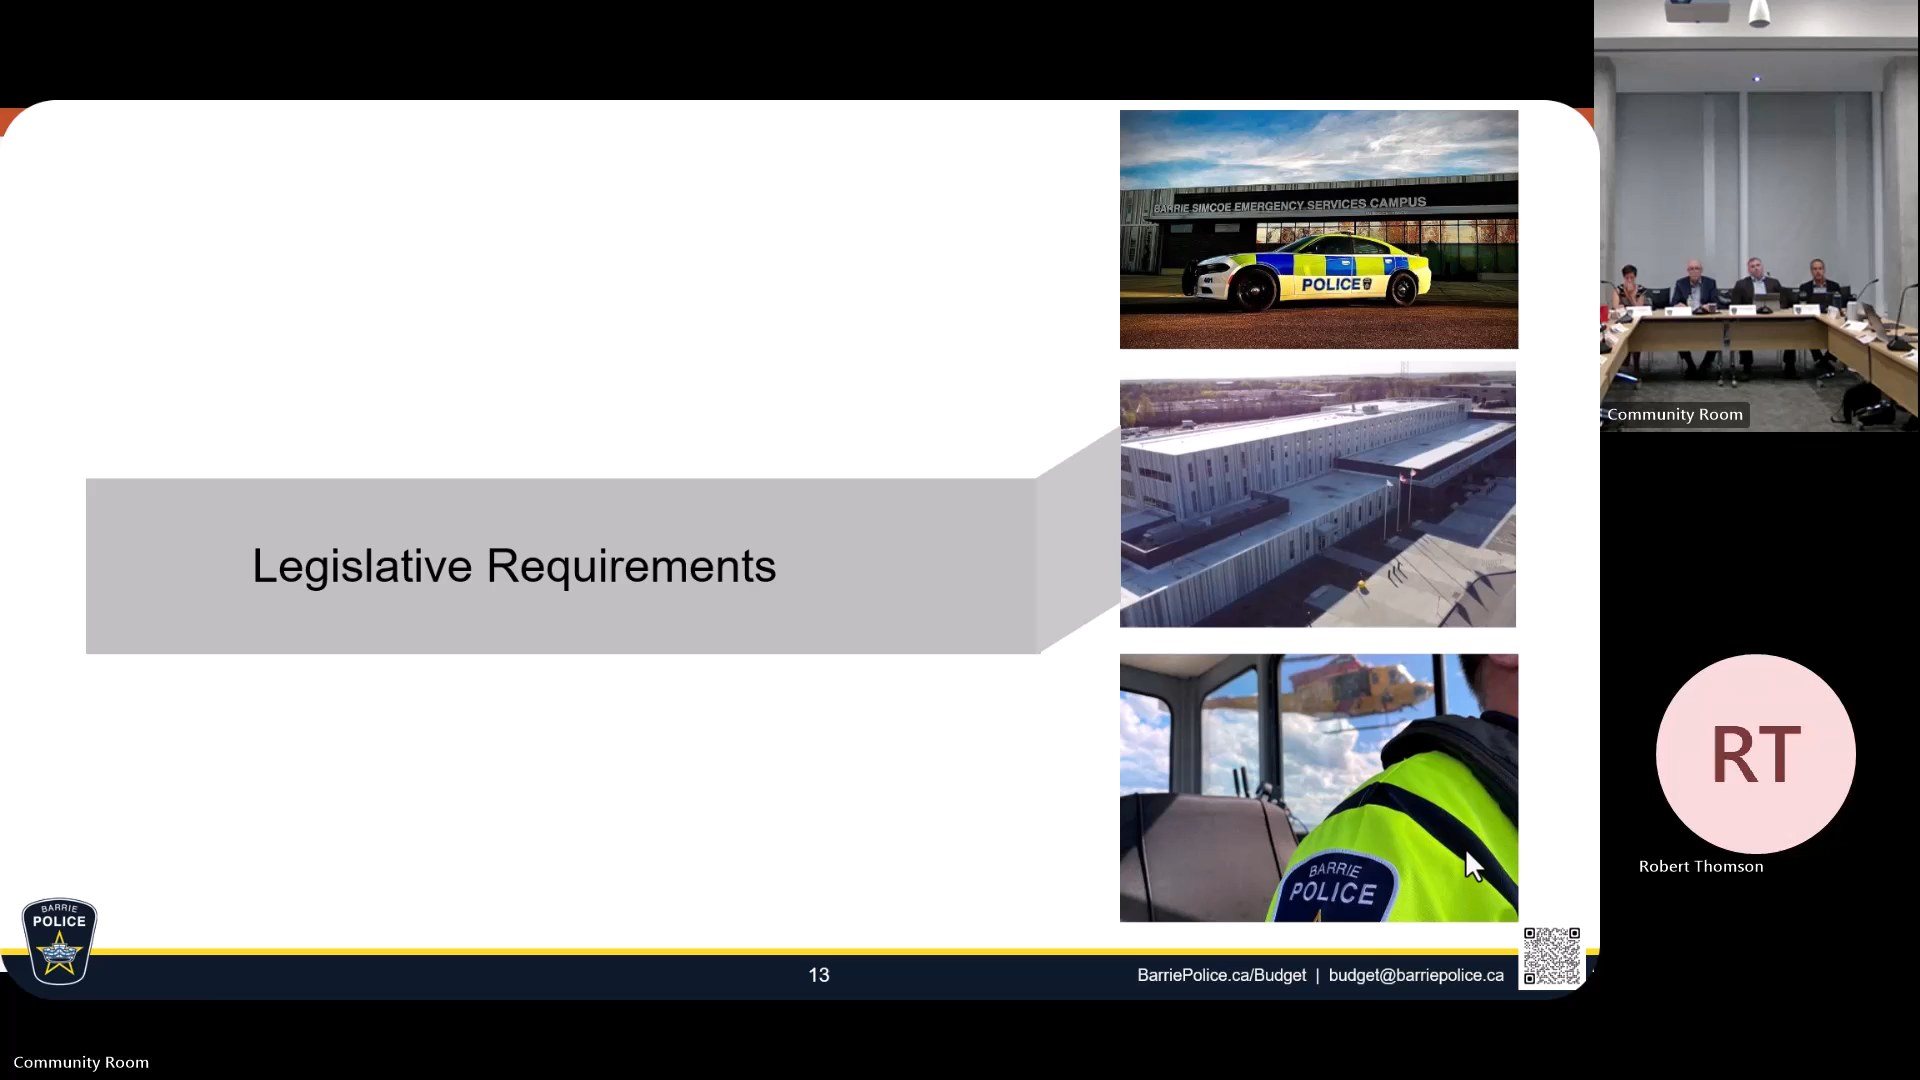 BARRIE SIMCOE EMERGENCY SERVICES CAMPUS
POLICE
Legislative Requirements
BARRIE
POLICE
BARRIE
POLICE
13
BarriePolice.ca/Budget | budget@barriepolice.ca
Community Room
RT
Robert Thomson
Community Room